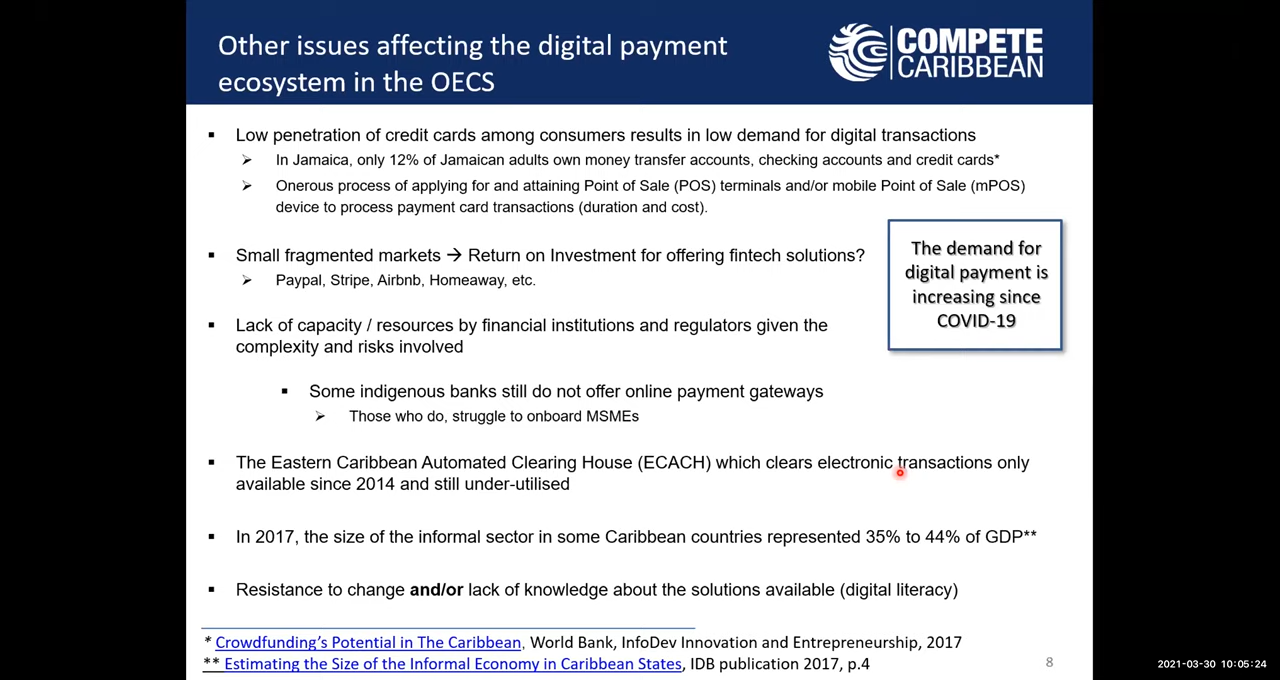 Other issues affecting the digital payment
ecosystem in the OECS
COMPETE
CARIBBEAN
▪ Low penetration of credit cards among consumers results in low demand for digital transactions
➢ In Jamaica, only 12% of Jamaican adults own money transfer accounts, checking accounts and credit cards*
➢ Onerous process of applying for and attaining Point of Sale (POS) terminals and/or mobile Point of Sale (mPOS)
device to process payment card transactions (duration and cost).
▪ Small fragmented markets → Return on Investment for offering fintech solutions?
➢ Paypal, Stripe, Airbnb, Homeaway, etc.
The demand for
digital payment is
increasing since
COVID-19
▪ Lack of capacity / resources by financial institutions and regulators given the
complexity and risks involved
▪ Some indigenous banks still do not offer online payment gateways
➢ Those who do, struggle to onboard MSMEs
▪ The Eastern Caribbean Automated Clearing House (ECACH) which clears electronic transactions only
available since 2014 and still under-utilised
▪ In 2017, the size of the informal sector in some Caribbean countries represented 35% to 44% of GDP**
▪ Resistance to change and/or lack of knowledge about the solutions available (digital literacy)
* Crowdfunding's Potential in The Caribbean, World Bank, InfoDev Innovation and Entrepreneurship, 2017
** Estimating the Size of the Informal Economy in Caribbean States, IDB publication 2017, p.4
8
2021-03-30 10:05:24